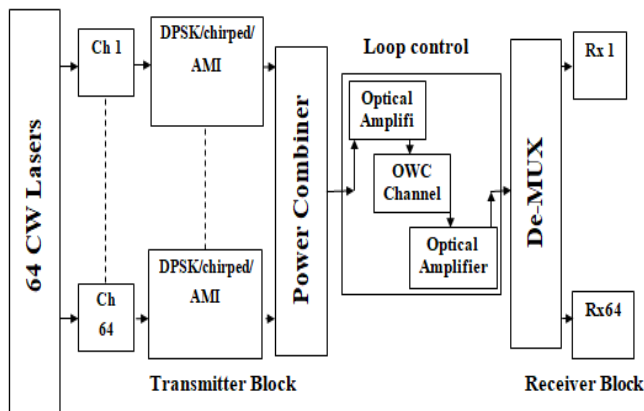 64 CW Lasers
Ch 1
DPSK/chirped/
AMI
Ch
64
DPSK/chirped/
AMI
Transmitter Block
Power Combiner
Loop control
Optical
Amplifi
OWC
Channel
Optical
Amplifier
De-MUX
Rx 1
Rx64
Receiver Block